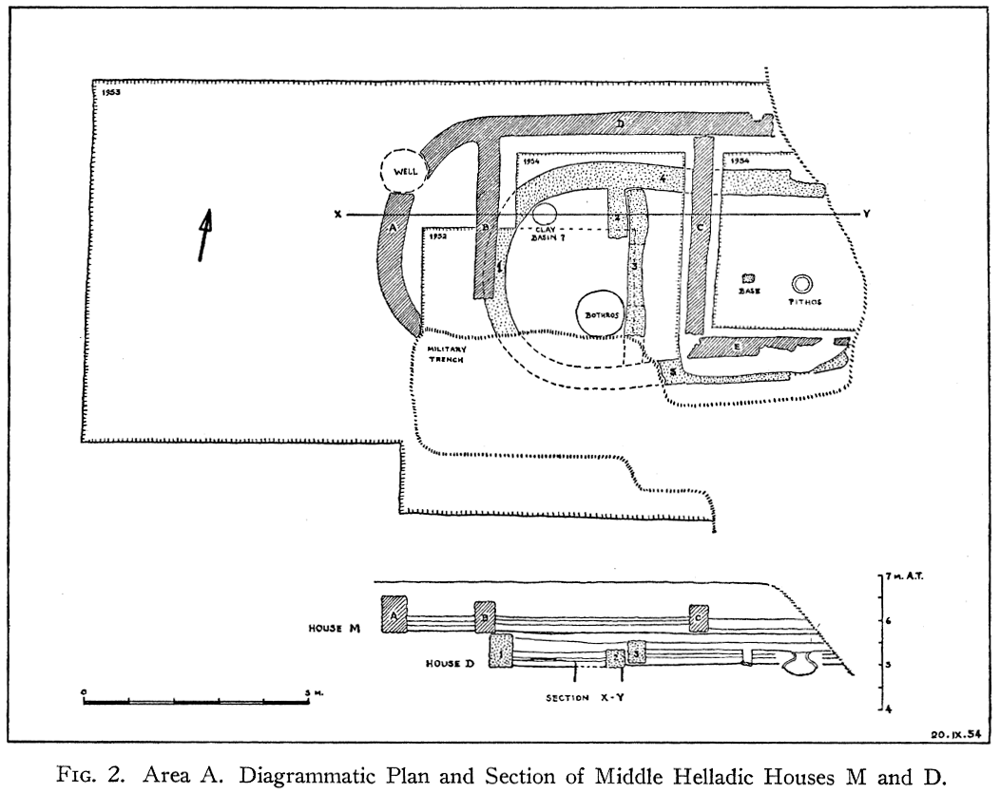 1953
D
WELL
1954
1954
4
X
Y
A
B
2
C
1952
CLAY
BASIN ?
1
3
BASE
PITHOS
BOTHROS
MILITARY
TRENCH
E
5
7 M. A.T.
HOUSE M
A
B
C
6
HOUSE D
1
2
3
5
SECTION X-Y
0
5 M.
4
20.IX.54
FIG. 2. Area A. Diagrammatic Plan and Section of Middle Helladic Houses M and D.